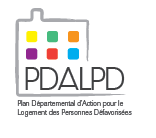 PDALPD
Plan Départemental d'Action pour le
Logement des Personnes Défavorisées